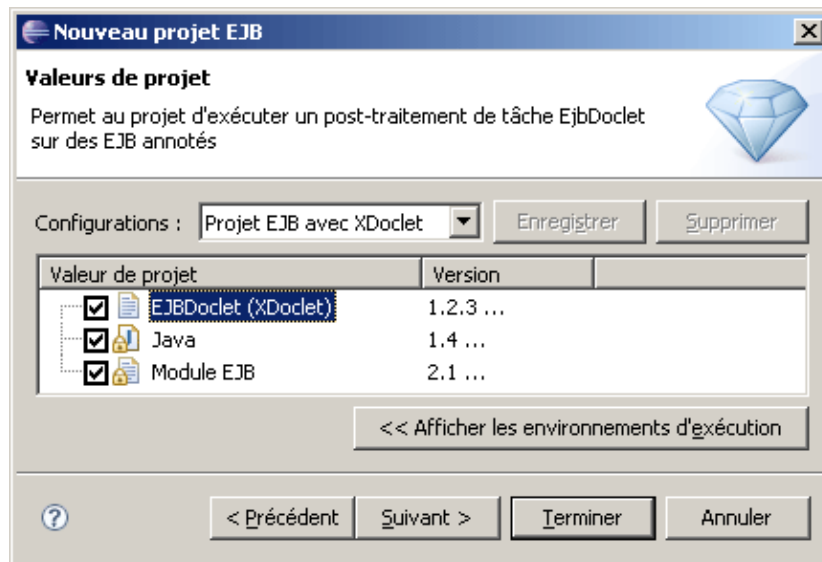 Nouveau projet EJB
Valeurs de projet
Permet au projet d'exécuter un post-traitement de tâche EjbDoclet
sur des EJB annotés
Configurations : Projet EJB avec XDoclet Enregistrer Supprimer
Valeur de projet Version
EJBDoclet (XDoclet) 1.2.3 ...
Java 1.4 ...
Module EJB 2.1 ...
<< Afficher les environnements d'exécution
< Précédent Suivant > Terminer Annuler